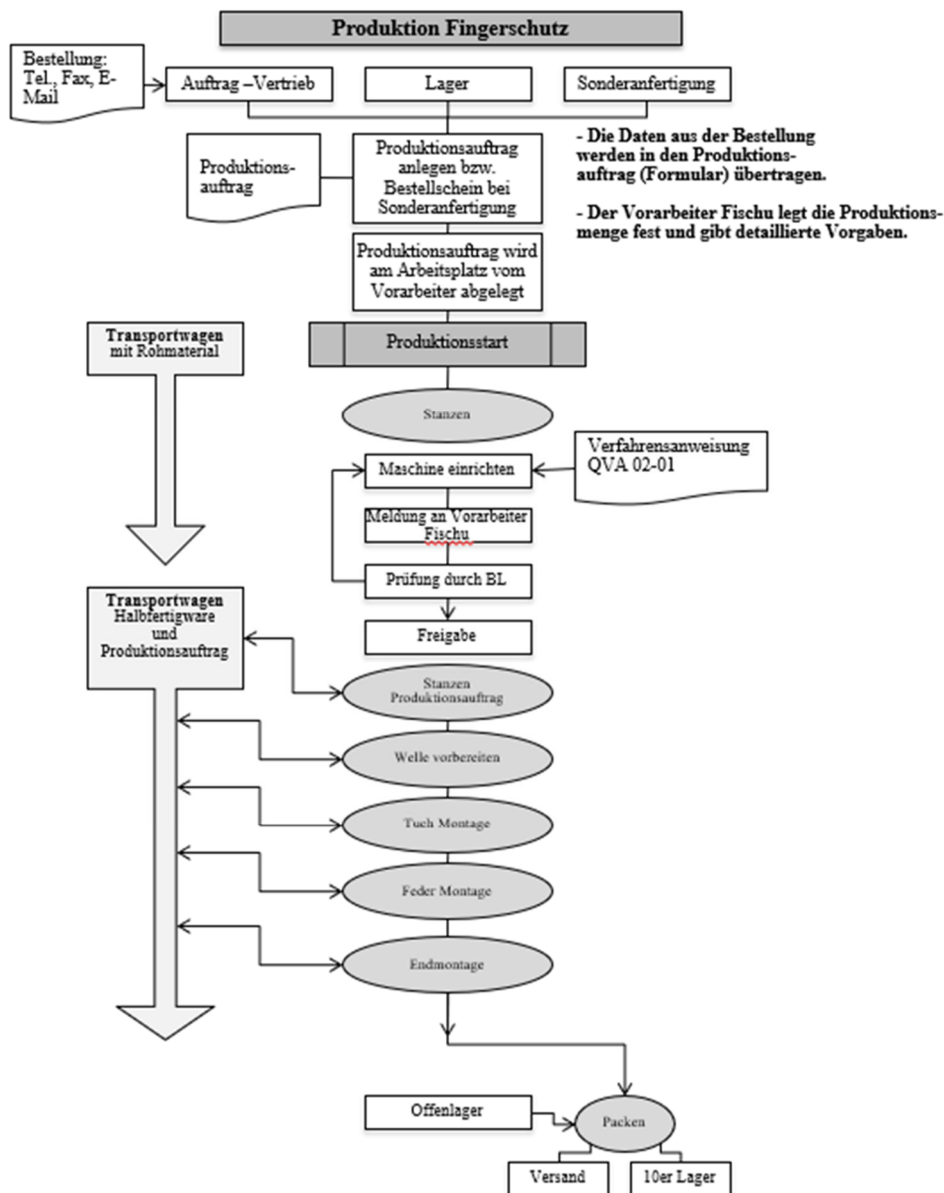 Produktion Fingerschutz
Bestellung:
Tel., Fax, E-
Mail
Auftrag –Vertrieb
Lager
Sonderanfertigung
Produktions-
auftrag
Produktionsauftrag
anlegen bzw.
Bestellschein bei
Sonderanfertigung
- Die Daten aus der Bestellung
werden in den Produktions-
auftrag (Formular) übertragen.
- Der Vorarbeiter Fischu legt die Produktions-
menge fest und gibt detaillierte Vorgaben.
Produktionsauftrag wird
am Arbeitsplatz vom
Vorarbeiter abgelegt
Transportwagen
mit Rohmaterial
Produktionsstart
Stanzen
Maschine einrichten
Verfahrensanweisung
QVA 02-01
Meldung an Vorarbeiter
Fischu
Prüfung durch BL
Freigabe
Transportwagen
Halbfertigware
und
Produktionsauftrag
Stanzen
Produktionsauftrag
Welle vorbereiten
Tuch Montage
Feder Montage
Endmontage
Offenlager
Packen
Versand
10er Lager